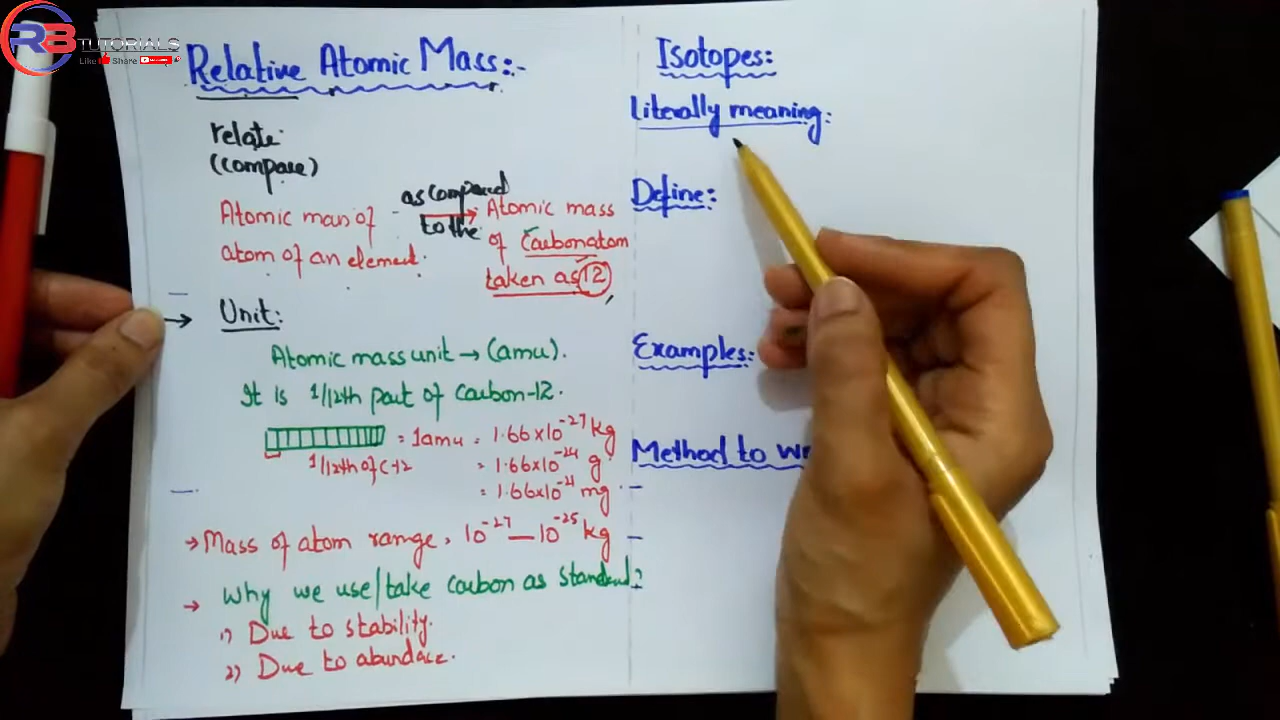 RB TUTORIALS
Like Share
Relative Atomic Mass:-
relate
(compare)
Atomic mass of
atom of an element.
as compared
to the
Atomic mass
of Carbon atom
taken as 12
Unit:
Atomic mass unit → (amu).
It is 1/12th part of carbon-12.
= 1amu = 1.66x10⁻²⁷ kg
1/12th of C-12
= 1.66x10⁻²⁴ g
= 1.66x10⁻²¹ mg
→ Mass of atom range, 10⁻²⁷ — 10⁻²⁵ kg
→ Why we use/take carbon as standard?
1) Due to stability.
2) Due to abundace.
Isotopes:
Literally meaning:
Define:
Examples:
Method to wr